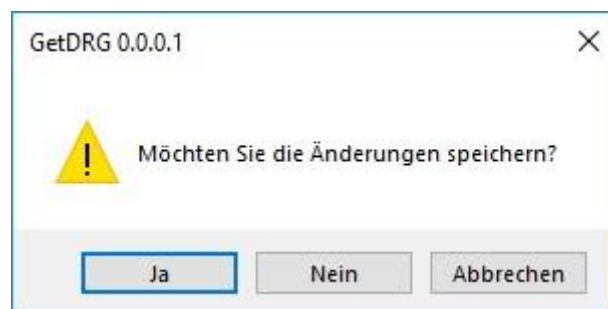 GetDRG 0.0.0.1
Möchten Sie die Änderungen speichern?
Ja
Nein
Abbrechen